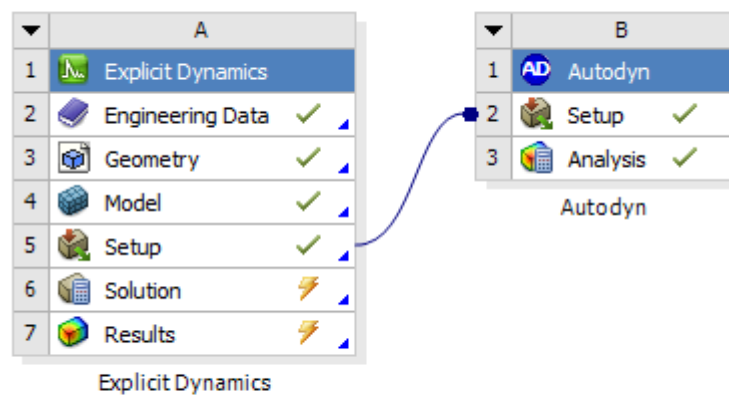 A
1 Explicit Dynamics
2 Engineering Data
3 Geometry
4 Model
5 Setup
6 Solution
7 Results
Explicit Dynamics
B
1 AD Autodyn
2 Setup
3 Analysis
Autodyn